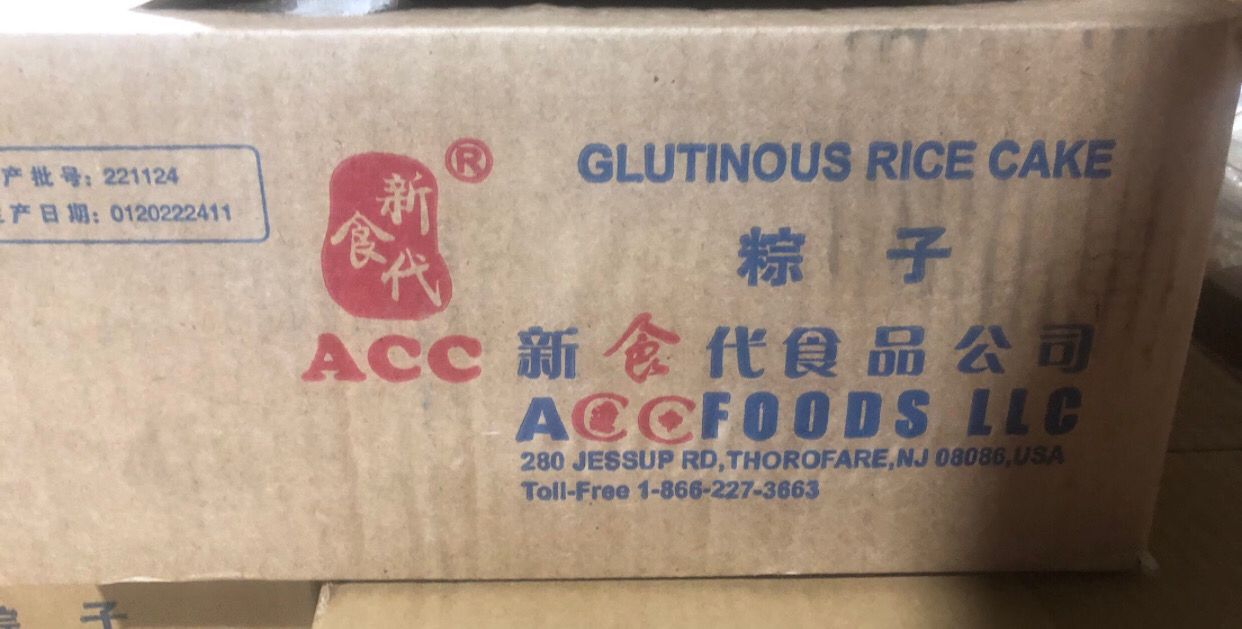 产批号：221124
产日期：0120222411
®
新食代
ACC
GLUTINOUS RICE CAKE
粽 子
新食代食品公司
ACCFOODS LLC
280 JESSUP RD,THOROFARE,NJ 08086,USA
Toll-Free 1-866-227-3663
子